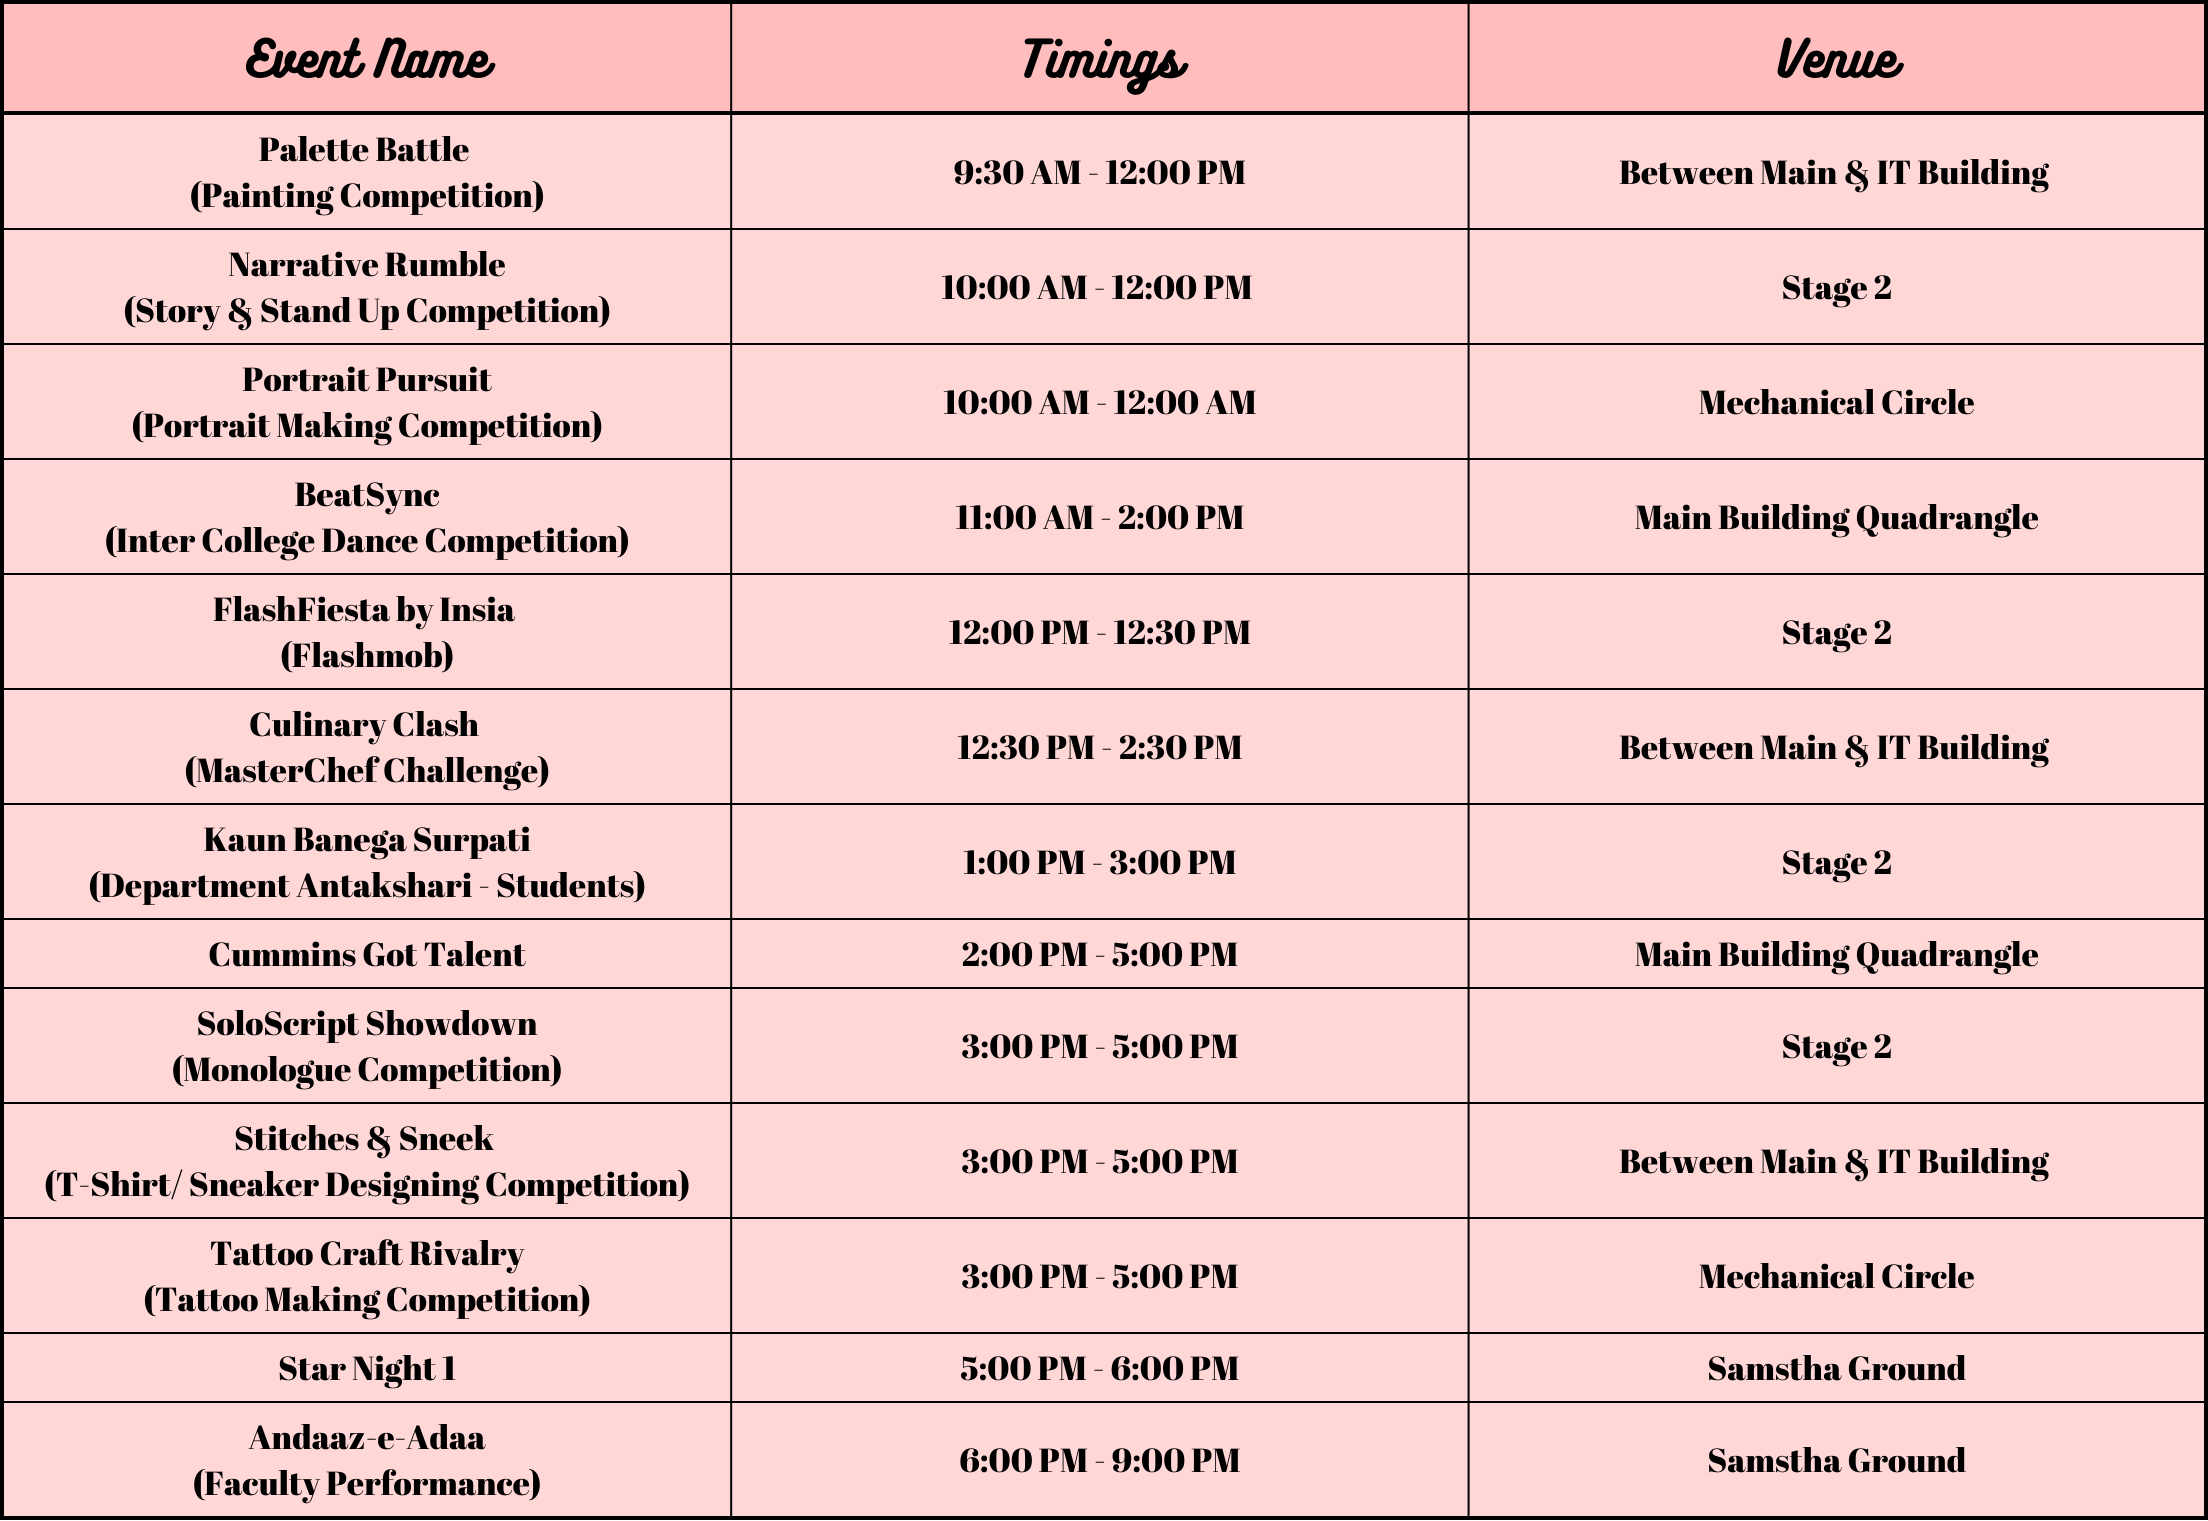 Event Name
Timings
Venue
Palette Battle
(Painting Competition)
9:30 AM - 12:00 PM
Between Main & IT Building
Narrative Rumble
(Story & Stand Up Competition)
10:00 AM - 12:00 PM
Stage 2
Portrait Pursuit
(Portrait Making Competition)
10:00 AM - 12:00 AM
Mechanical Circle
BeatSync
(Inter College Dance Competition)
11:00 AM - 2:00 PM
Main Building Quadrangle
FlashFiesta by Insia
(Flashmob)
12:00 PM - 12:30 PM
Stage 2
Culinary Clash
(MasterChef Challenge)
12:30 PM - 2:30 PM
Between Main & IT Building
Kaun Banega Surpati
(Department Antakshari - Students)
1:00 PM - 3:00 PM
Stage 2
Cummins Got Talent
2:00 PM - 5:00 PM
Main Building Quadrangle
SoloScript Showdown
(Monologue Competition)
3:00 PM - 5:00 PM
Stage 2
Stitches & Sneek
(T-Shirt/ Sneaker Designing Competition)
3:00 PM - 5:00 PM
Between Main & IT Building
Tattoo Craft Rivalry
(Tattoo Making Competition)
3:00 PM - 5:00 PM
Mechanical Circle
Star Night 1
5:00 PM - 6:00 PM
Samstha Ground
Andaaz-e-Adaa
(Faculty Performance)
6:00 PM - 9:00 PM
Samstha Ground